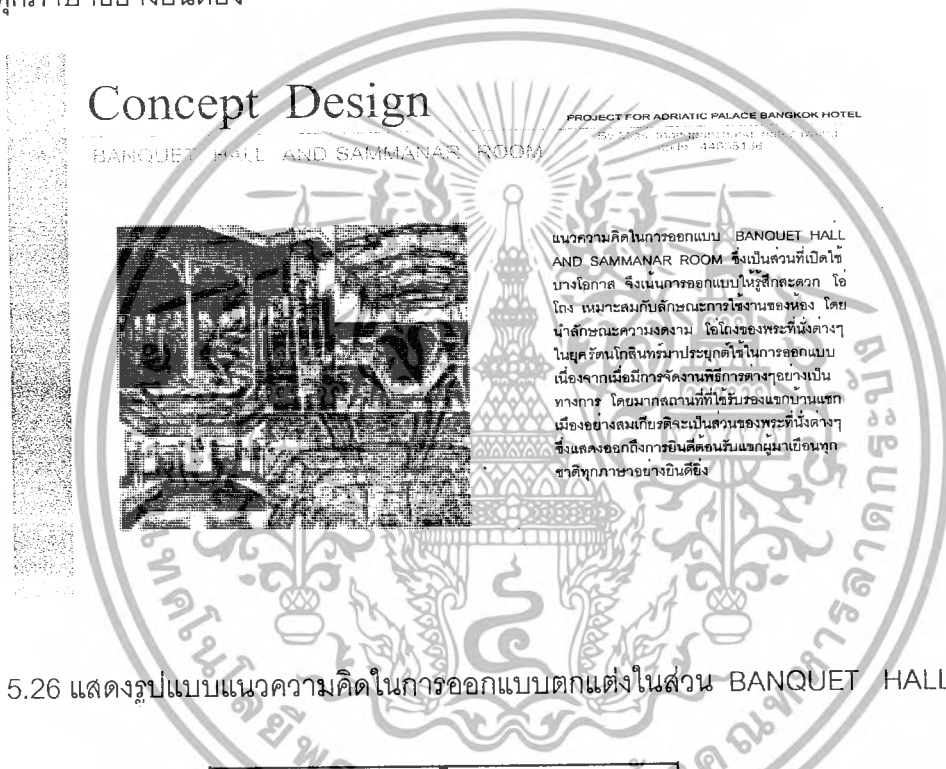 ทุกภาษาอย่างยินดียิ่ง
Concept Design
PROJECT FOR ADRIATIC PALACE BANGKOK HOTEL
BANQUET HALL AND SAMMANAR ROOM
แนวความคิดในการออกแบบ BANQUET HALL
AND SAMMANAR ROOM ซึ่งเป็นส่วนที่เปิดใช้
บางโอกาส จึงเน้นการออกแบบให้รู้สึกสะดวก โอ่
โถง เหมาะสมกับลักษณะการใช้งานของห้อง โดย
นำลักษณะความงดงาม โอ่โถงของพระที่นั่งต่างๆ
ในยุครัตนโกสินทร์มาประยุกต์ใช้ในการออกแบบ
เนื่องจากเมื่อมีการจัดงานพิธีการต่างๆอย่างเป็น
ทางการ โดยมากสถานที่ที่ใช้รับรองแขกบ้านแขก
เมืองอย่างสมเกียรติจะเป็นส่วนของพระที่นั่งต่างๆ
ซึ่งแสดงออกถึงการยินดีต้อนรับแขกผู้มาเยือนทุก
ชาติทุกภาษาอย่างยินดียิ่ง
5.26 แสดงรูปแบบแนวความคิดในการออกแบบตกแต่งในส่วน BANQUET HALL